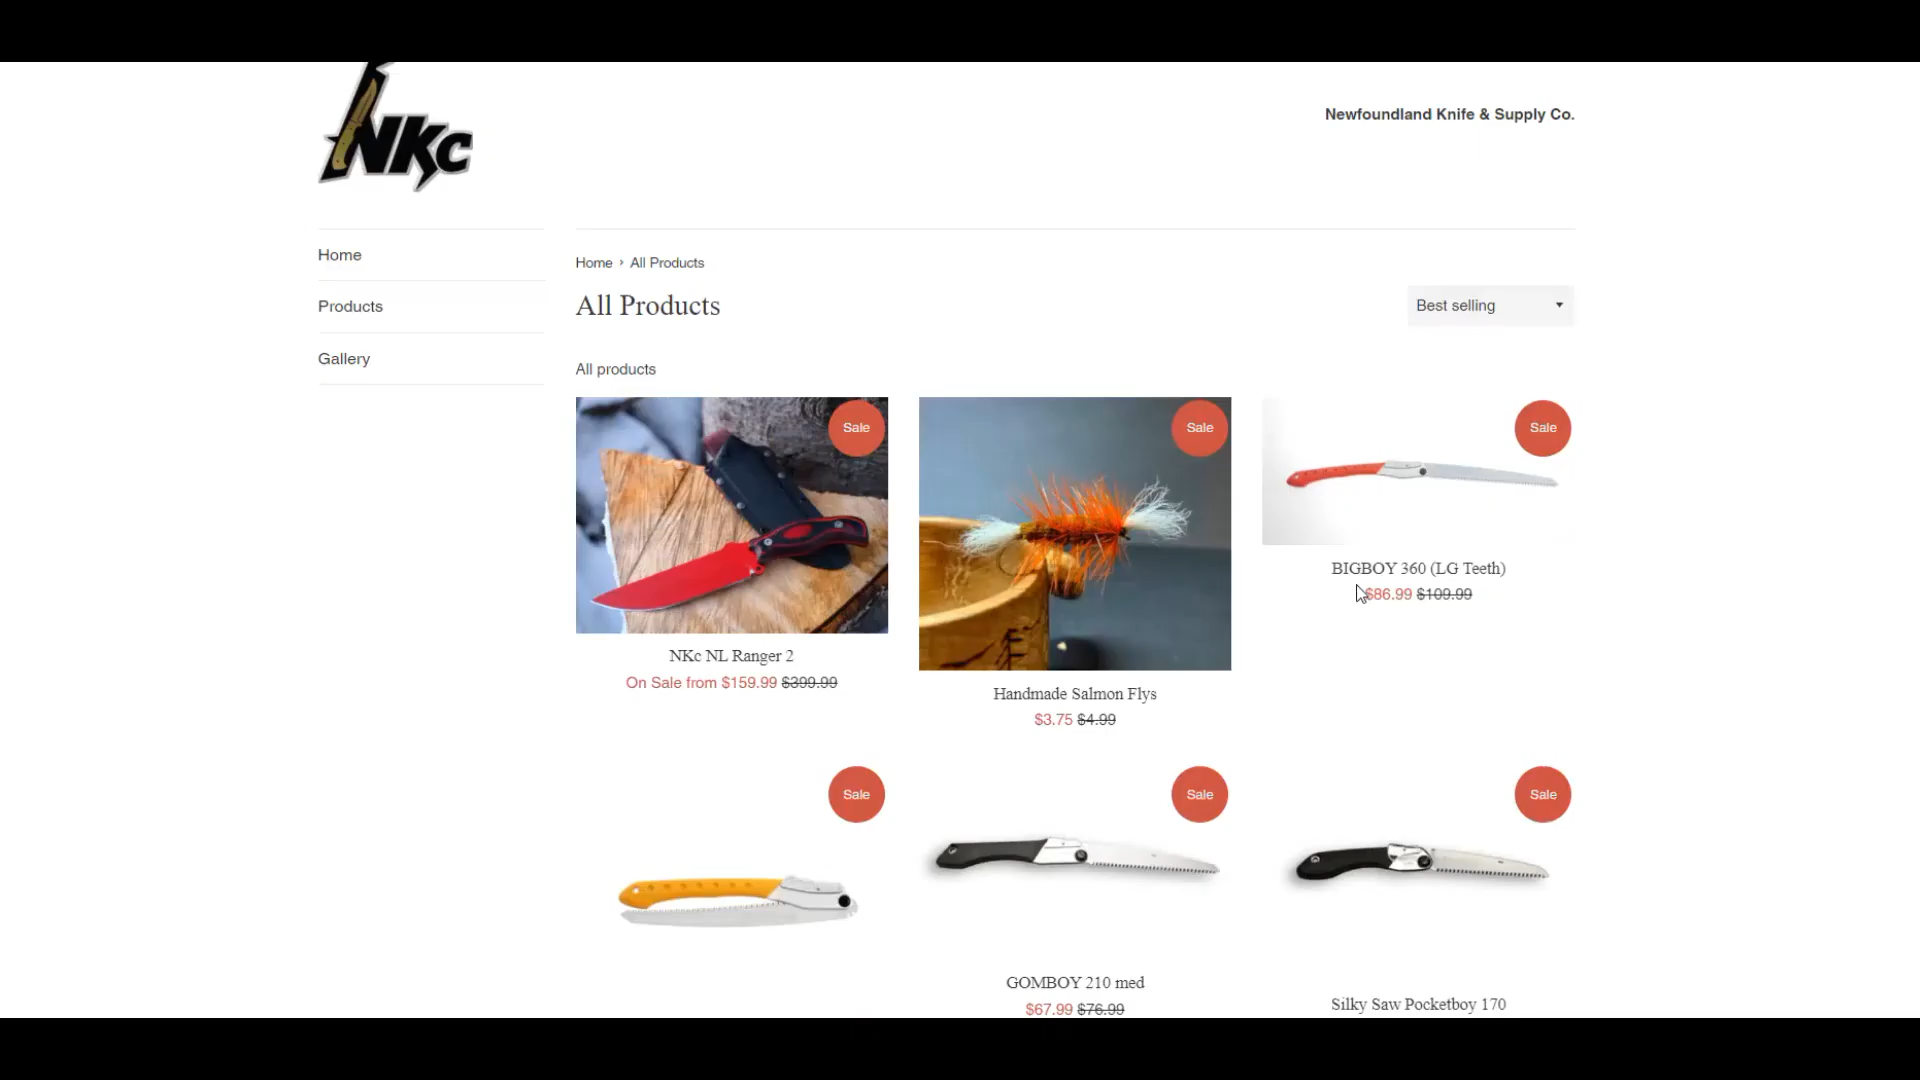 NKc
Newfoundland Knife & Supply Co.
Home
Products
Gallery
Home › All Products
All Products
Best selling
All products
Sale
Sale
Sale
NKc NL Ranger 2
On Sale from $159.99 $399.99
Handmade Salmon Flys
$3.75 $4.99
BIGBOY 360 (LG Teeth)
$86.99 $109.99
Sale
Sale
Sale
GOMBOY 210 med
$67.99 $76.99
Silky Saw Pocketboy 170